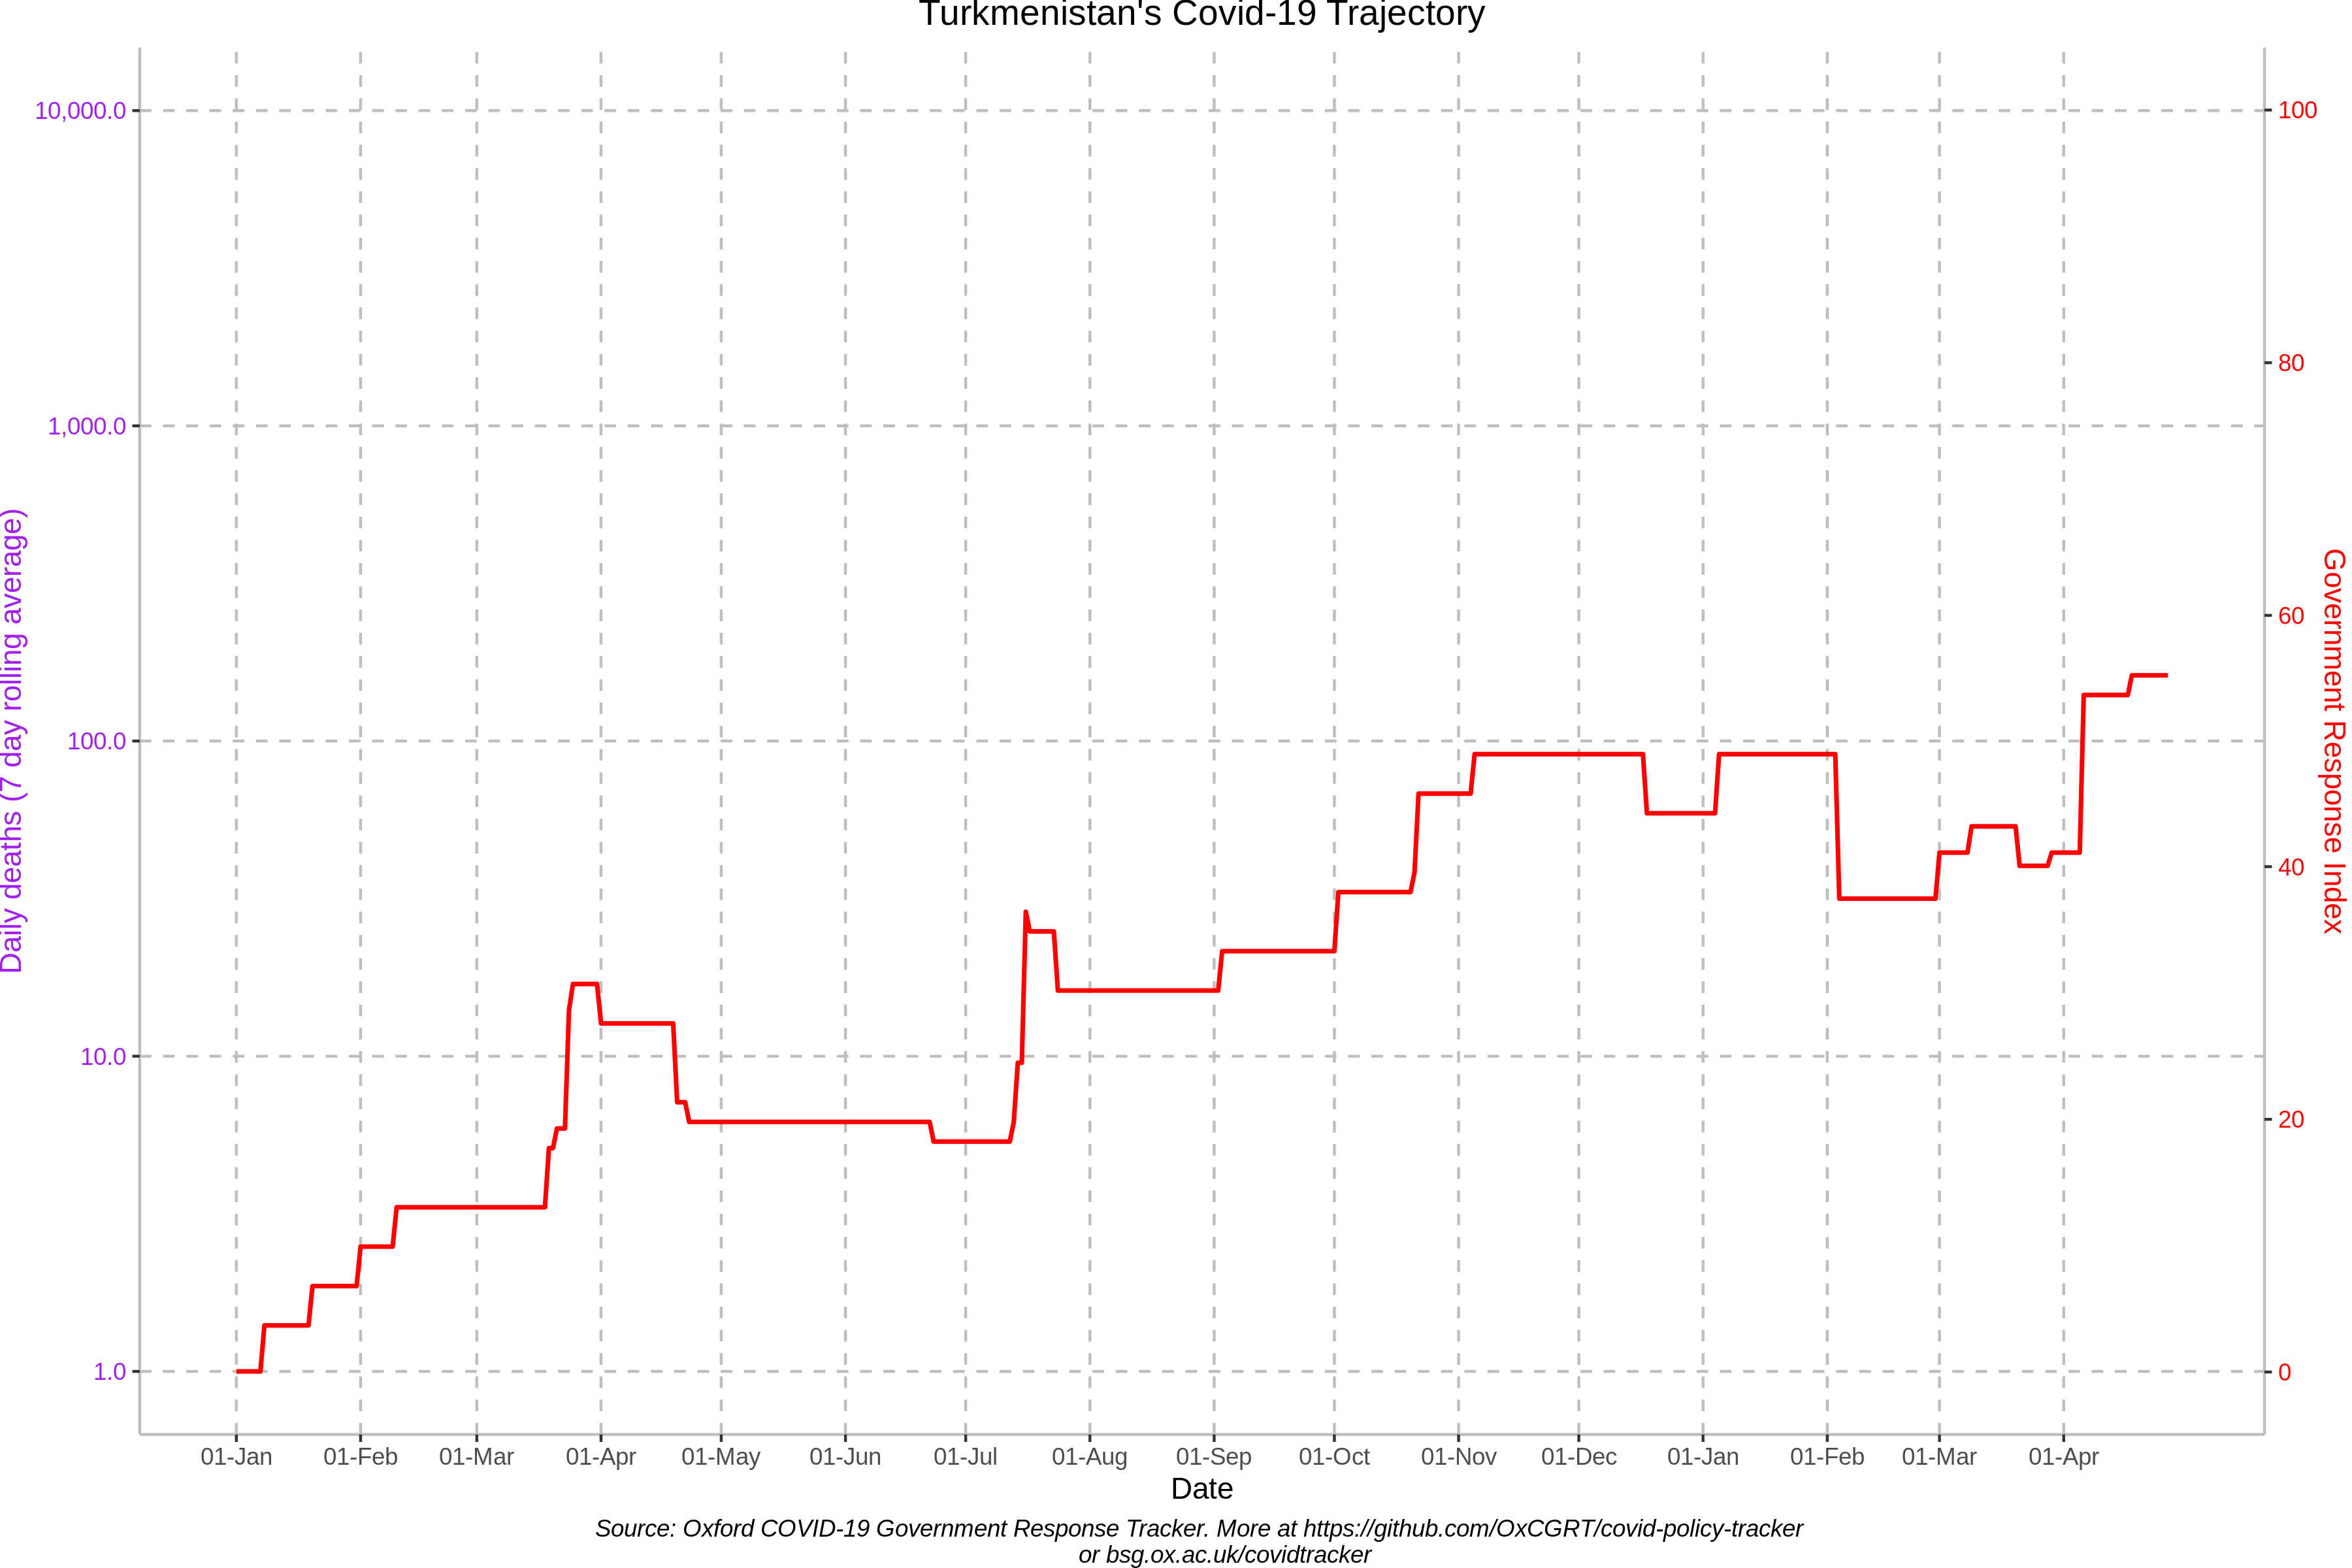 Turkmenistan's Covid-19 Trajectory
10,000.0
1,000.0
100.0
10.0
1.0
Daily deaths (7 day rolling average)
100
80
60
40
20
0
Government Response Index
01-Jan 01-Feb 01-Mar 01-Apr 01-May 01-Jun 01-Jul 01-Aug 01-Sep 01-Oct 01-Nov 01-Dec 01-Jan 01-Feb 01-Mar 01-Apr
Date
Source: Oxford COVID-19 Government Response Tracker. More at https://github.com/OxCGRT/covid-policy-tracker
or bsg.ox.ac.uk/covidtracker